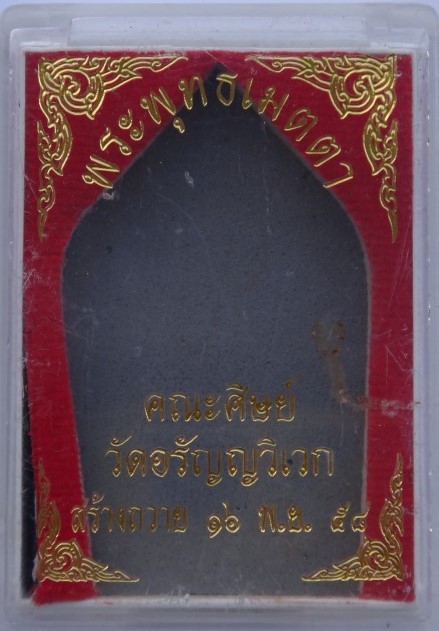 พระพุทธเมตตา
คณะศิษย์
วัดอรัญญวิเวก
สร้างถวาย ๑๖ พ.ย. ๕๘